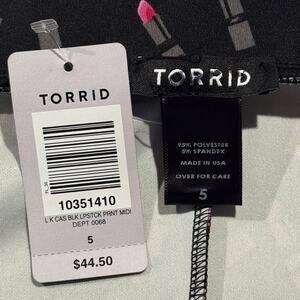 TORRID
10351410
L K CAS BLK LPSTCK PRNT MIDI
DEPT 0068
5
$44.50
TORRID
95% POLYESTER
5% SPANDEX
MADE IN USA
OVER FOR CARE
5